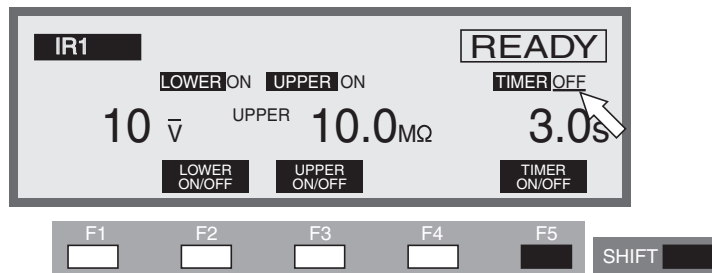 IR1 READY
LOWER ON UPPER ON TIMER OFF
10 V UPPER 10.0MΩ 3.0s
LOWER ON/OFF UPPER ON/OFF TIMER ON/OFF
F1 F2 F3 F4 F5
SHIFT